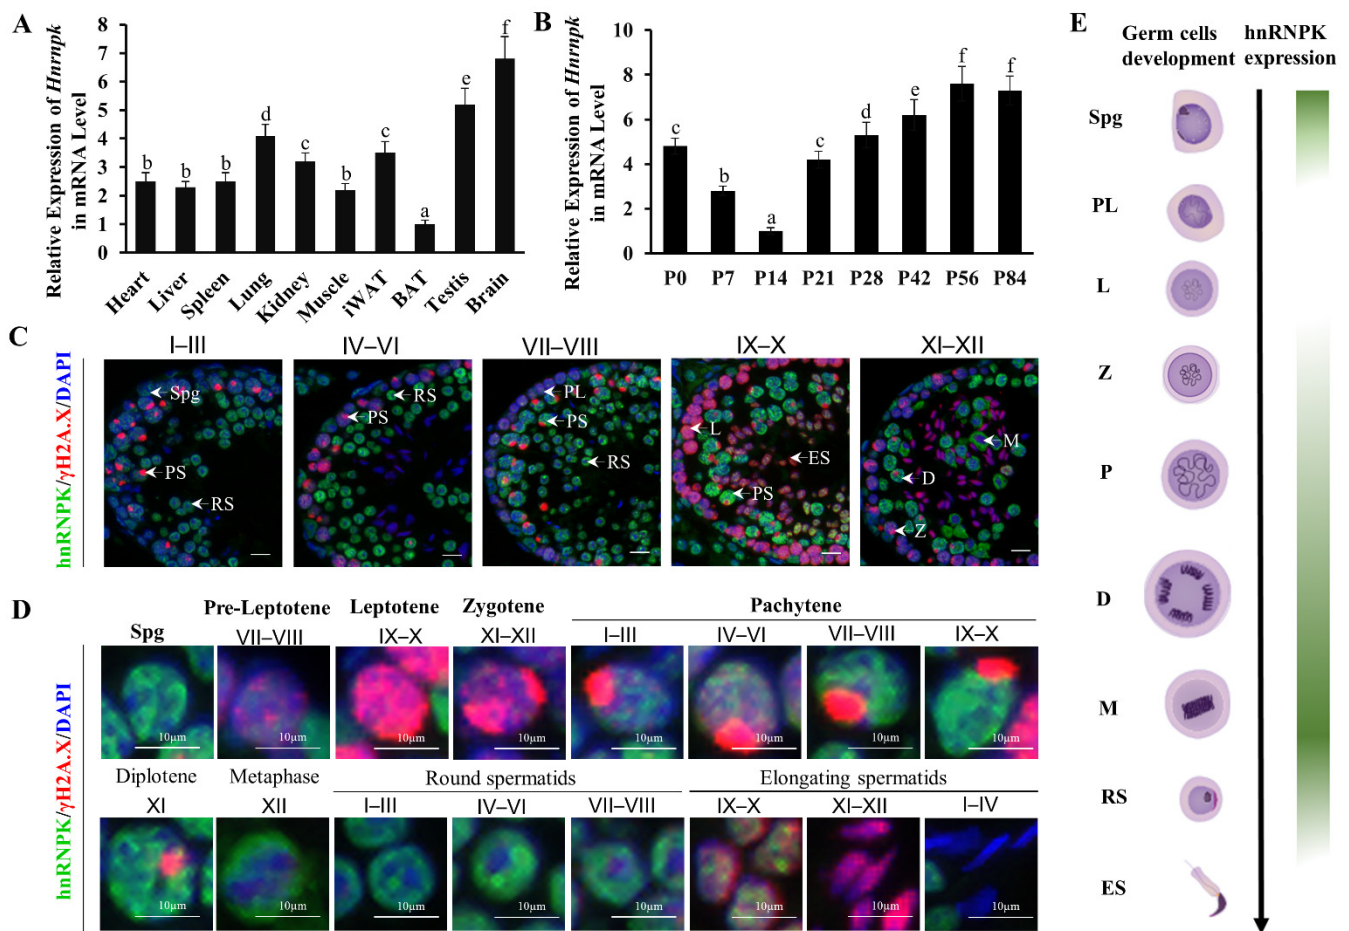 A
Relative Expression of Hnrnpk
in mRNA Level
8
7
6
5
4
3
2
1
0
b
b
b
d
c
b
c
a
e
f
Heart
Liver
Spleen
Lung
Kidney
Muscle
iWAT
BAT
Testis
Brain
B
Relative Expression of Hnrnpk
in mRNA Level
10
8
6
4
2
0
c
b
a
c
d
e
f
f
P0 P7 P14 P21 P28 P42 P56 P84
C
hnRNPK/γH2A.X/DAPI
I–III IV–VI VII–VIII IX–X XI–XII
Spg
PS
RS
RS
PS
PL
PS
RS
L
ES
PS
M
D
Z
D
hnRNPK/γH2A.X/DAPI
Spg Pre-Leptotene Leptotene Zygotene Pachytene
VII–VIII IX–X XI–XII I–III IV–VI VII–VIII IX–X
10μm 10μm 10μm 10μm 10μm 10μm 10μm 10μm
Diplotene Metaphase Round spermatids Elongating spermatids
XI XII I–III IV–VI VII–VIII IX–X XI–XII I–IV
10μm 10μm 10μm 10μm 10μm 10μm 10μm 10μm
E
Germ cells
development
hnRNPK
expression
Spg
PL
L
Z
P
D
M
RS
ES